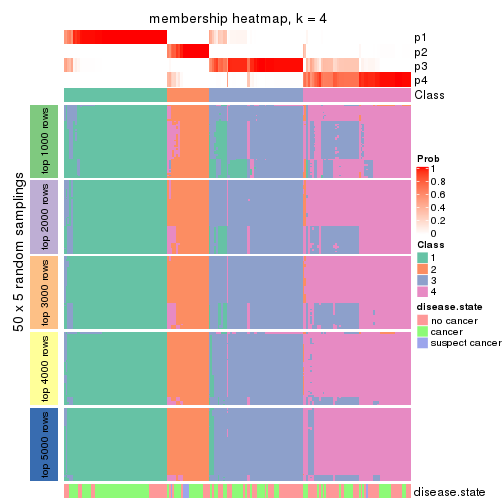 membership heatmap, k = 4
p1
p2
p3
p4
Class
50 x 5 random samplings
top 1000 rows
top 2000 rows
top 3000 rows
top 4000 rows
top 5000 rows
disease.state
Prob
1
0.8
0.6
0.4
0.2
0
Class
1
2
3
4
disease.state
no cancer
cancer
suspect cancer